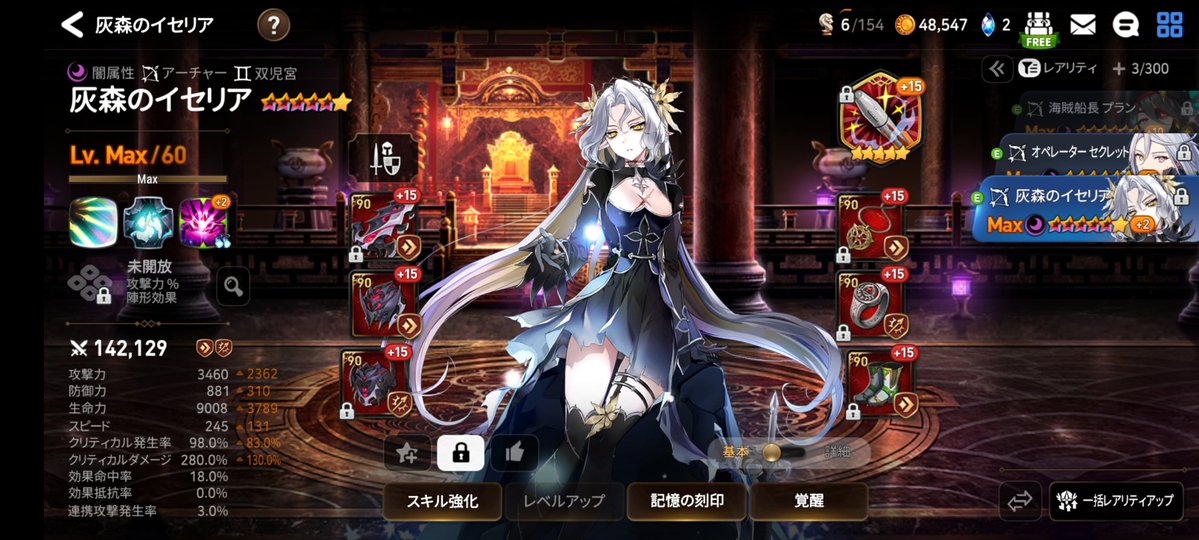 灰森のイセリア
?
6/154
48,547
2
FREE
闇属性 アーチャー 双児宮
灰森のイセリア
Lv. Max/60
Max
+2
未開放
攻撃力%
陣形効果
142,129
攻撃力 3460 2362
防御力 881 310
生命力 9008 3789
スピード 245 131
クリティカル発生率 98.0% 83.0%
クリティカルダメージ 280.0% 130.0%
効果命中率 18.0%
効果抵抗率 0.0%
連携攻撃発生率 3.0%
+15
90
+15
90
+15
90
+15
+15
90
+15
90
+15
90
+15
基本
詳細
スキル強化
レベルアップ
記憶の刻印
覚醒
レアリティ
3/300
海賊船長 フラン
Max
+10
E
オペレーター セクレット
E
灰森のイセリア
Max
+2
一括レアリティアップ